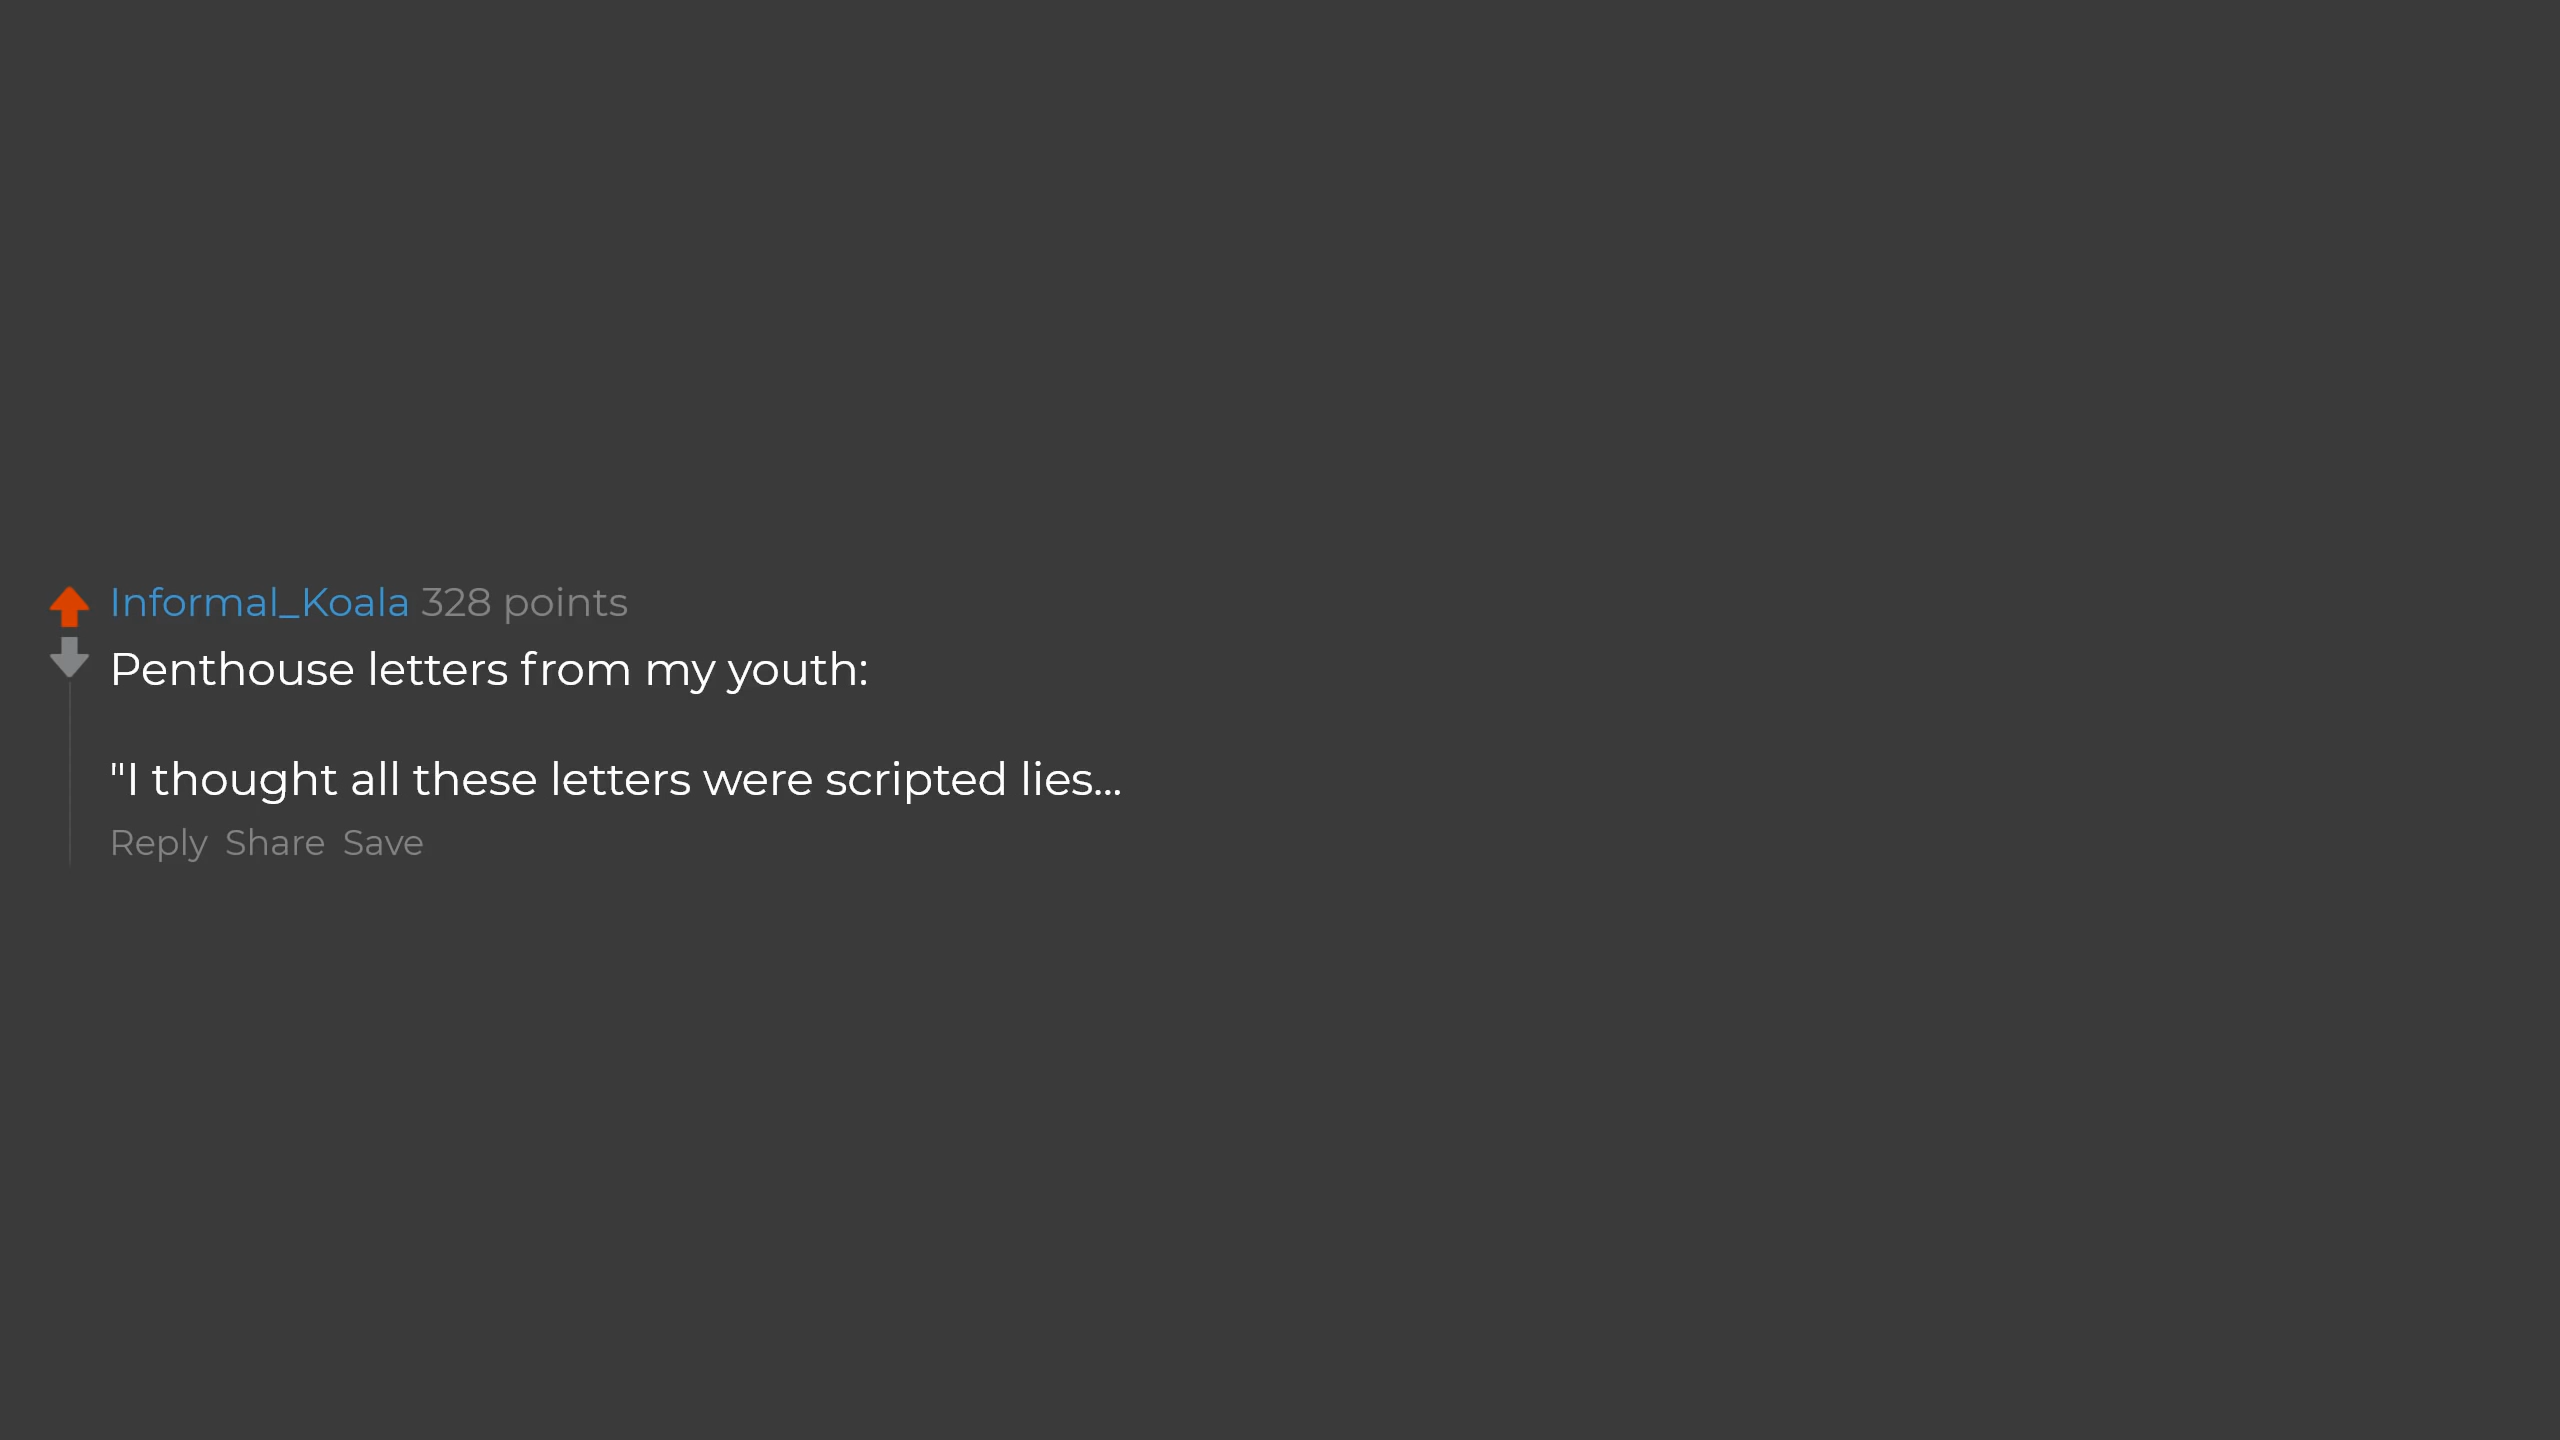 Informal_Koala 328 points
Penthouse letters from my youth:
"I thought all these letters were scripted lies...
Reply Share Save